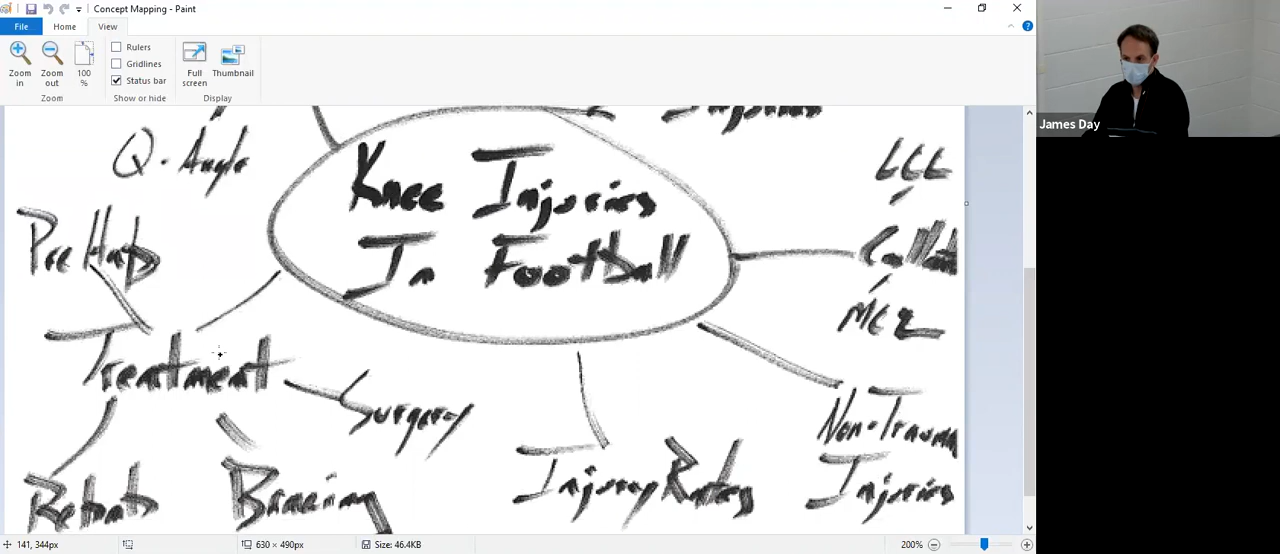 Concept Mapping - Paint
File Home View
Zoom in
Zoom out
100 %
Rulers
Gridlines
Status bar
Full screen
Thumbnail
Zoom
Show or hide
Display
James Day
Q-Angle
Knee Injuries
In Football
LCL
MCL
Pre Hab
Treatment
Surgery
Rehab
Bracing
Injury Rates
Non-Trauma
Injuries
141, 344px
630 × 490px
Size: 46.4KB
200%